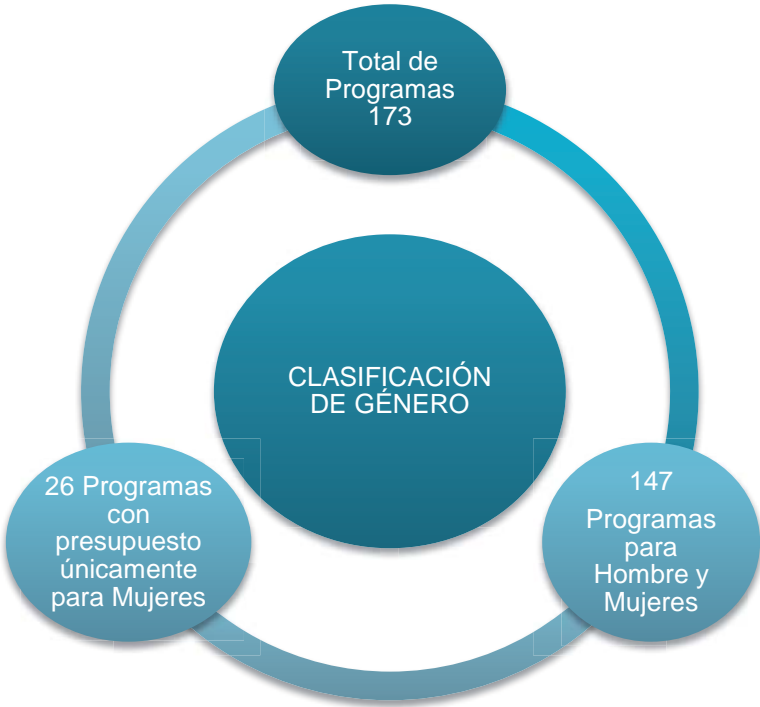 Total de
Programas
173
CLASIFICACIÓN
DE GÉNERO
26 Programas
con
presupuesto
únicamente
para Mujeres
147
Programas
para
Hombre y
Mujeres